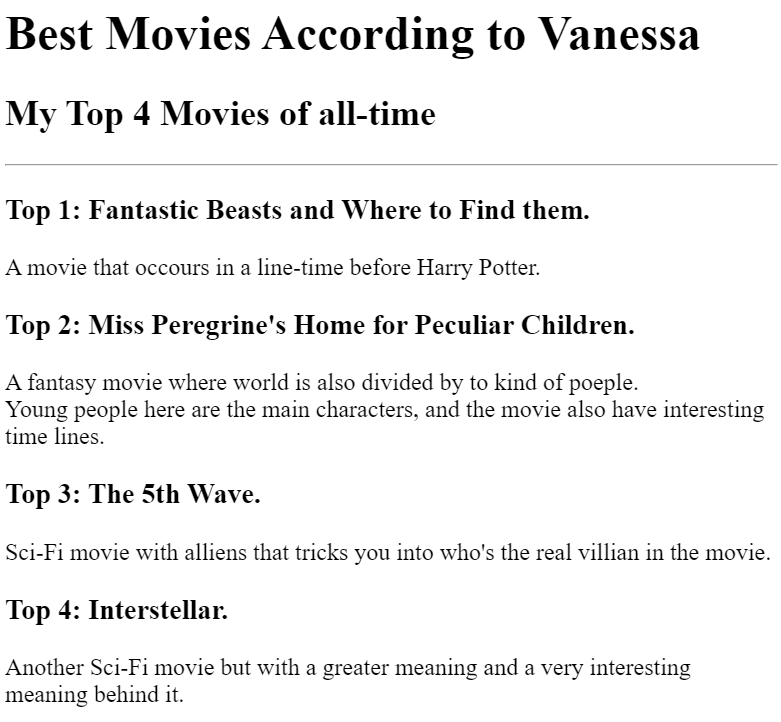 Best Movies According to Vanessa
My Top 4 Movies of all-time
Top 1: Fantastic Beasts and Where to Find them.
A movie that occours in a line-time before Harry Potter.
Top 2: Miss Peregrine's Home for Peculiar Children.
A fantasy movie where world is also divided by to kind of poeple.
Young people here are the main characters, and the movie also have interesting
time lines.
Top 3: The 5th Wave.
Sci-Fi movie with alliens that tricks you into who's the real villian in the movie.
Top 4: Interstellar.
Another Sci-Fi movie but with a greater meaning and a very interesting
meaning behind it.